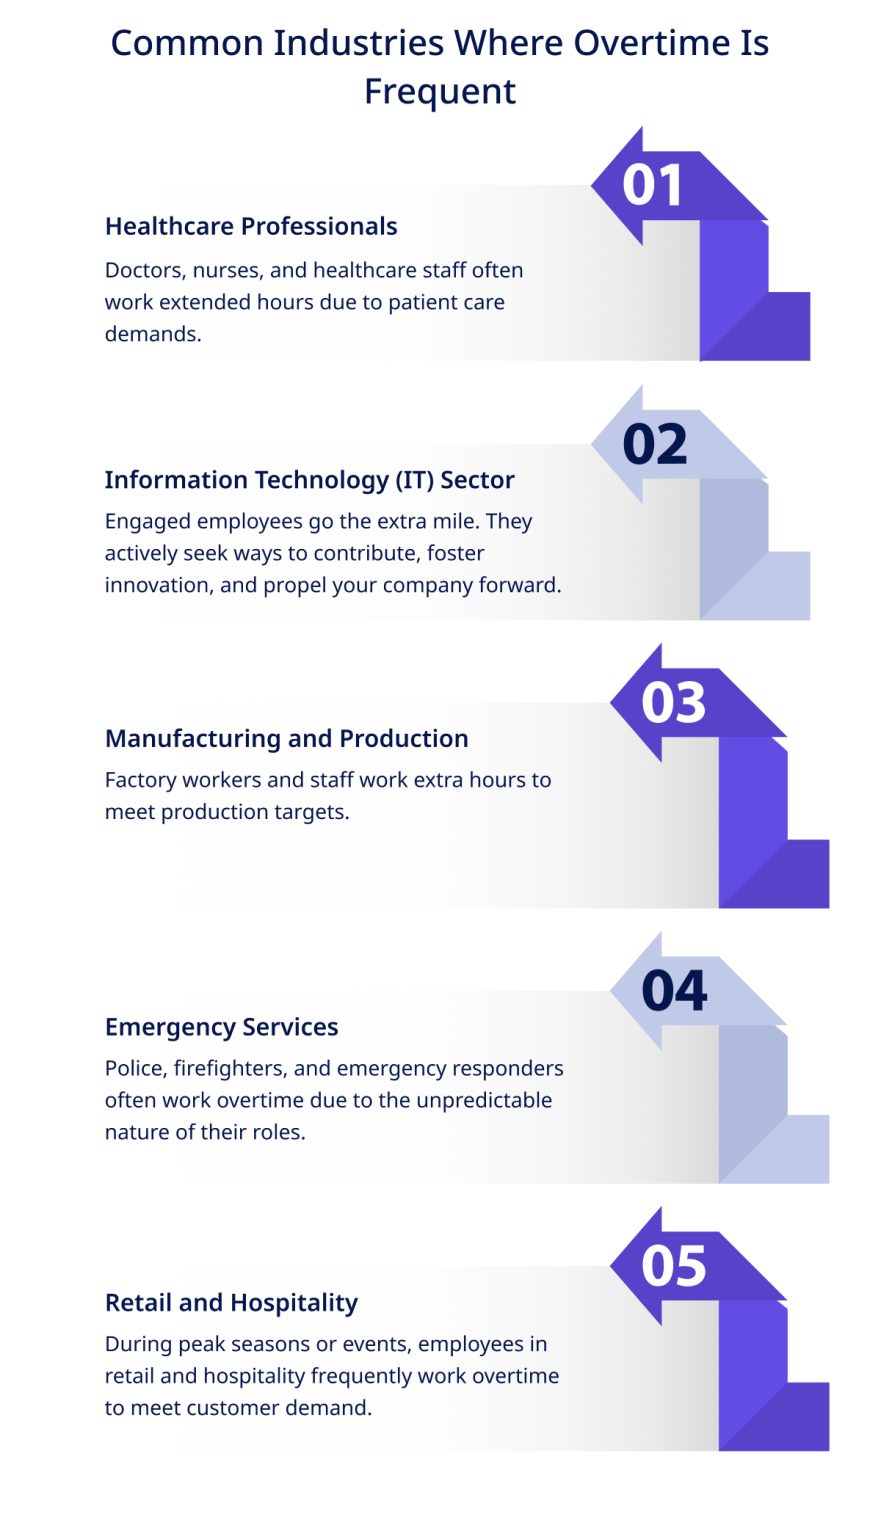 Common Industries Where Overtime Is
Frequent
01
Healthcare Professionals
Doctors, nurses, and healthcare staff often
work extended hours due to patient care
demands.
02
Information Technology (IT) Sector
Engaged employees go the extra mile. They
actively seek ways to contribute, foster
innovation, and propel your company forward.
03
Manufacturing and Production
Factory workers and staff work extra hours to
meet production targets.
04
Emergency Services
Police, firefighters, and emergency responders
often work overtime due to the unpredictable
nature of their roles.
05
Retail and Hospitality
During peak seasons or events, employees in
retail and hospitality frequently work overtime
to meet customer demand.